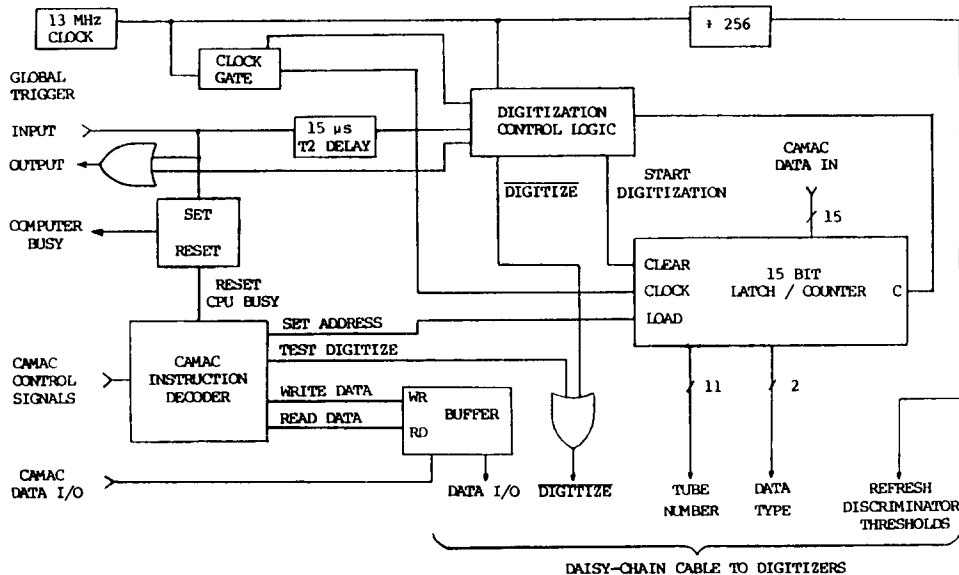 13 MHz
CLOCK
÷ 256
CLOCK
GATE
GLOBAL
TRIGGER
INPUT
15 µs
T2 DELAY
DIGITIZATION
CONTROL LOGIC
OUTPUT
CAMAC
DATA IN
DIGITIZE
START
DIGITIZATION
15
SET
RESET
COMPUTER
BUSY
CLEAR
CLOCK
LOAD
15 BIT
LATCH / COUNTER
C
RESET
CPU BUSY
SET ADDRESS
TEST DIGITIZE
CAMAC
CONTROL
SIGNALS
CAMAC
INSTRUCTION
DECODER
WRITE DATA
READ DATA
WR
RD
BUFFER
11
2
CAMAC
DATA I/O
DATA I/O
DIGITIZE
TUBE
NUMBER
DATA
TYPE
REFRESH
DISCRIMINATOR
THRESHOLDS
DAISY-CHAIN CABLE TO DIGITIZERS